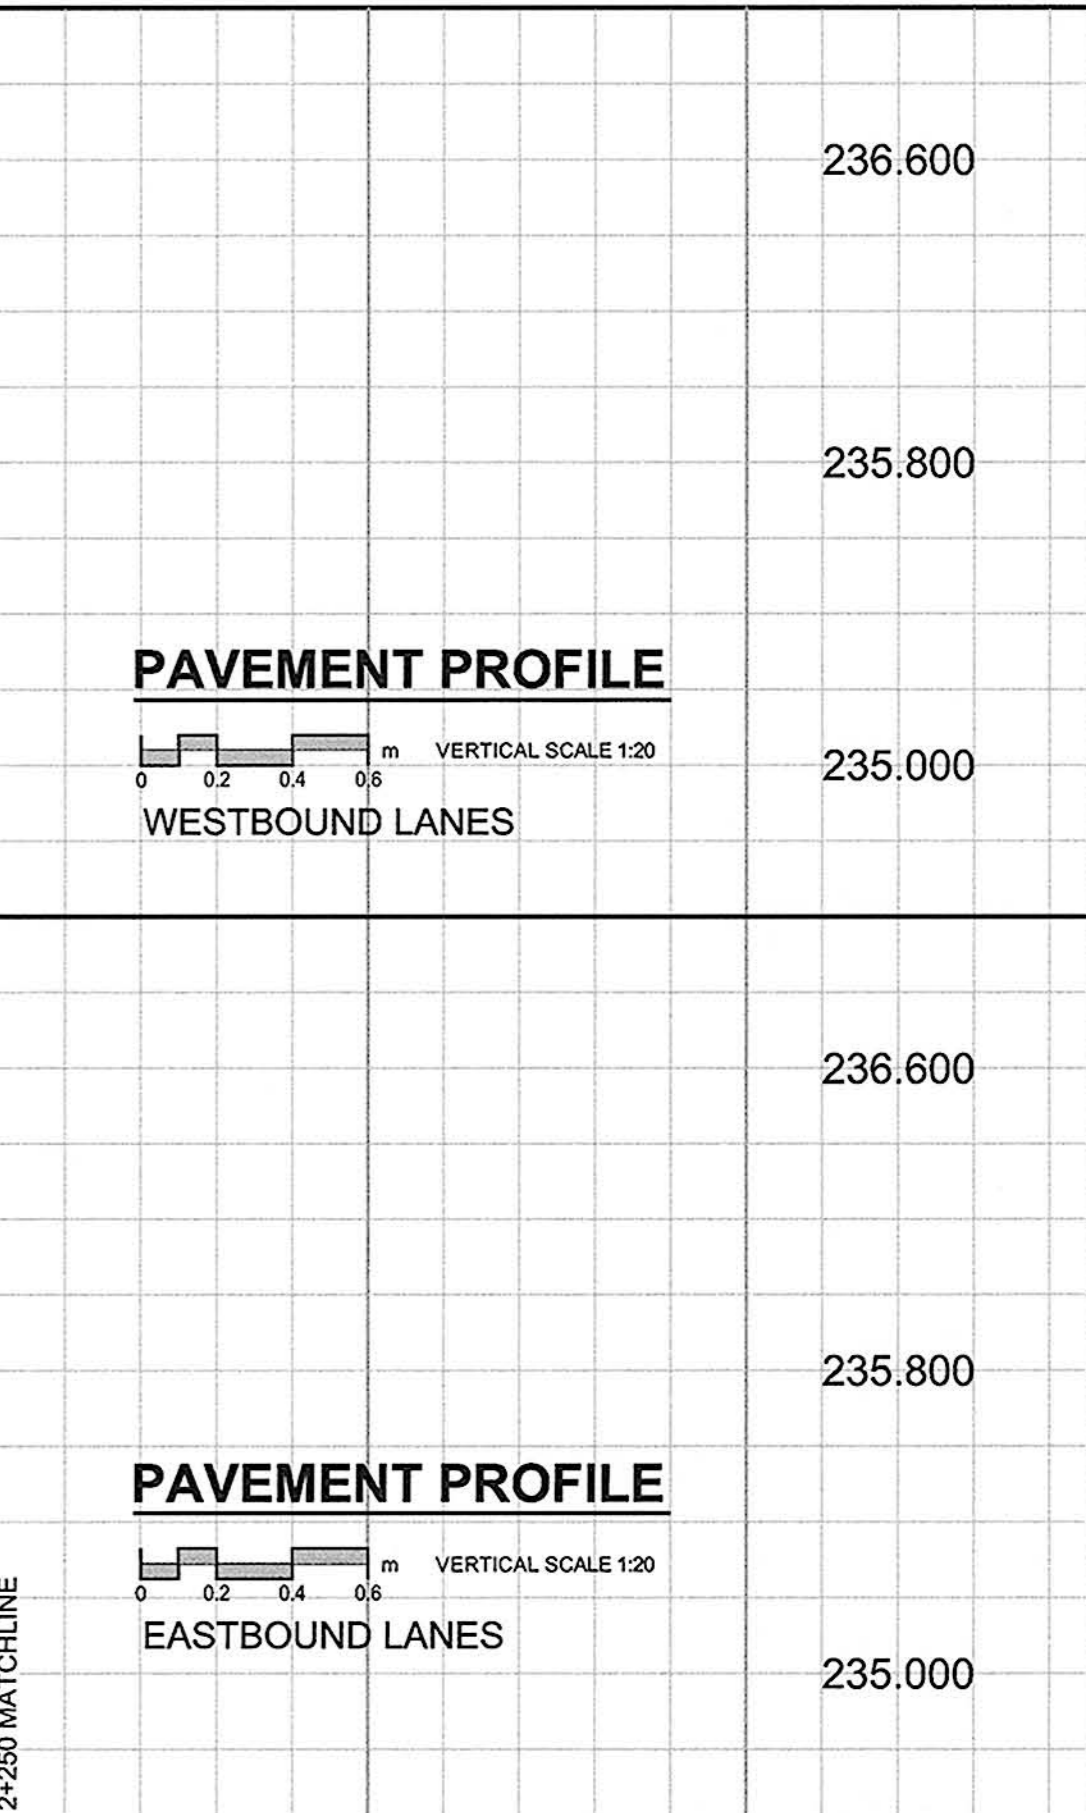 236.600
235.800
PAVEMENT PROFILE
m VERTICAL SCALE 1:20
0 0.2 0.4 0.6
235.000
WESTBOUND LANES
236.600
235.800
PAVEMENT PROFILE
m VERTICAL SCALE 1:20
0 0.2 0.4 0.6
EASTBOUND LANES
235.000
2+250 MATCHLINE